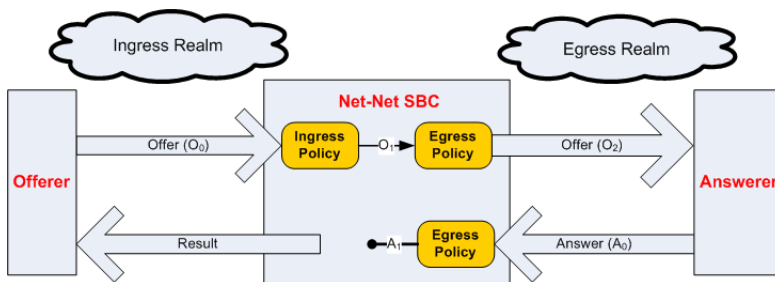 Ingress Realm
Egress Realm
Net-Net SBC
Offerer
Offer (O₀)
Ingress
Policy
O₁
Egress
Policy
Offer (O₂)
Answerer
Result
A₁
Egress
Policy
Answer (A₀)